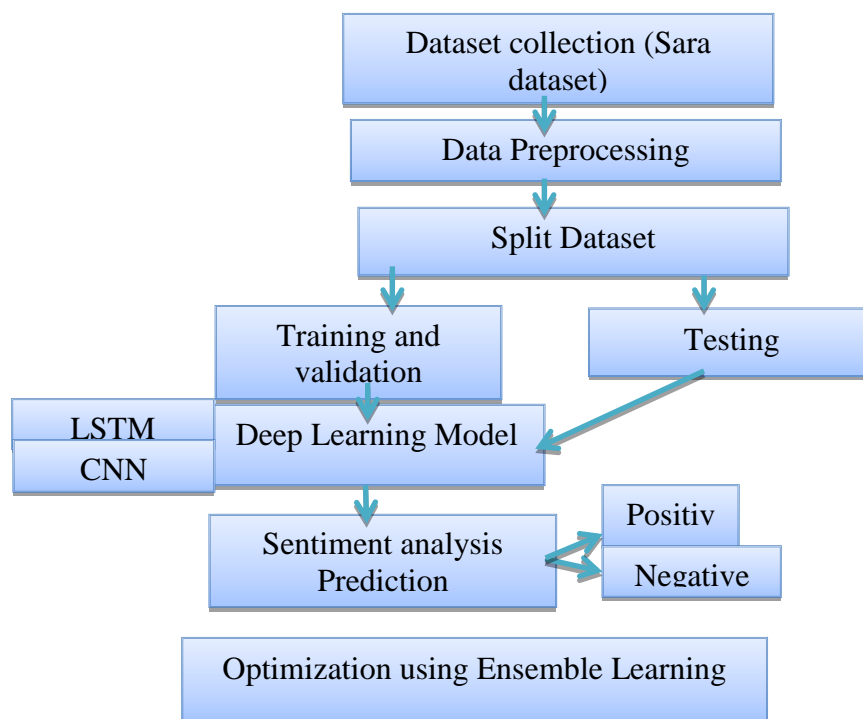 Dataset collection (Sara
dataset)
Data Preprocessing
Split Dataset
Training and
validation
Testing
LSTM
Deep Learning Model
CNN
Sentiment analysis
Prediction
Positiv
Negative
Optimization using Ensemble Learning